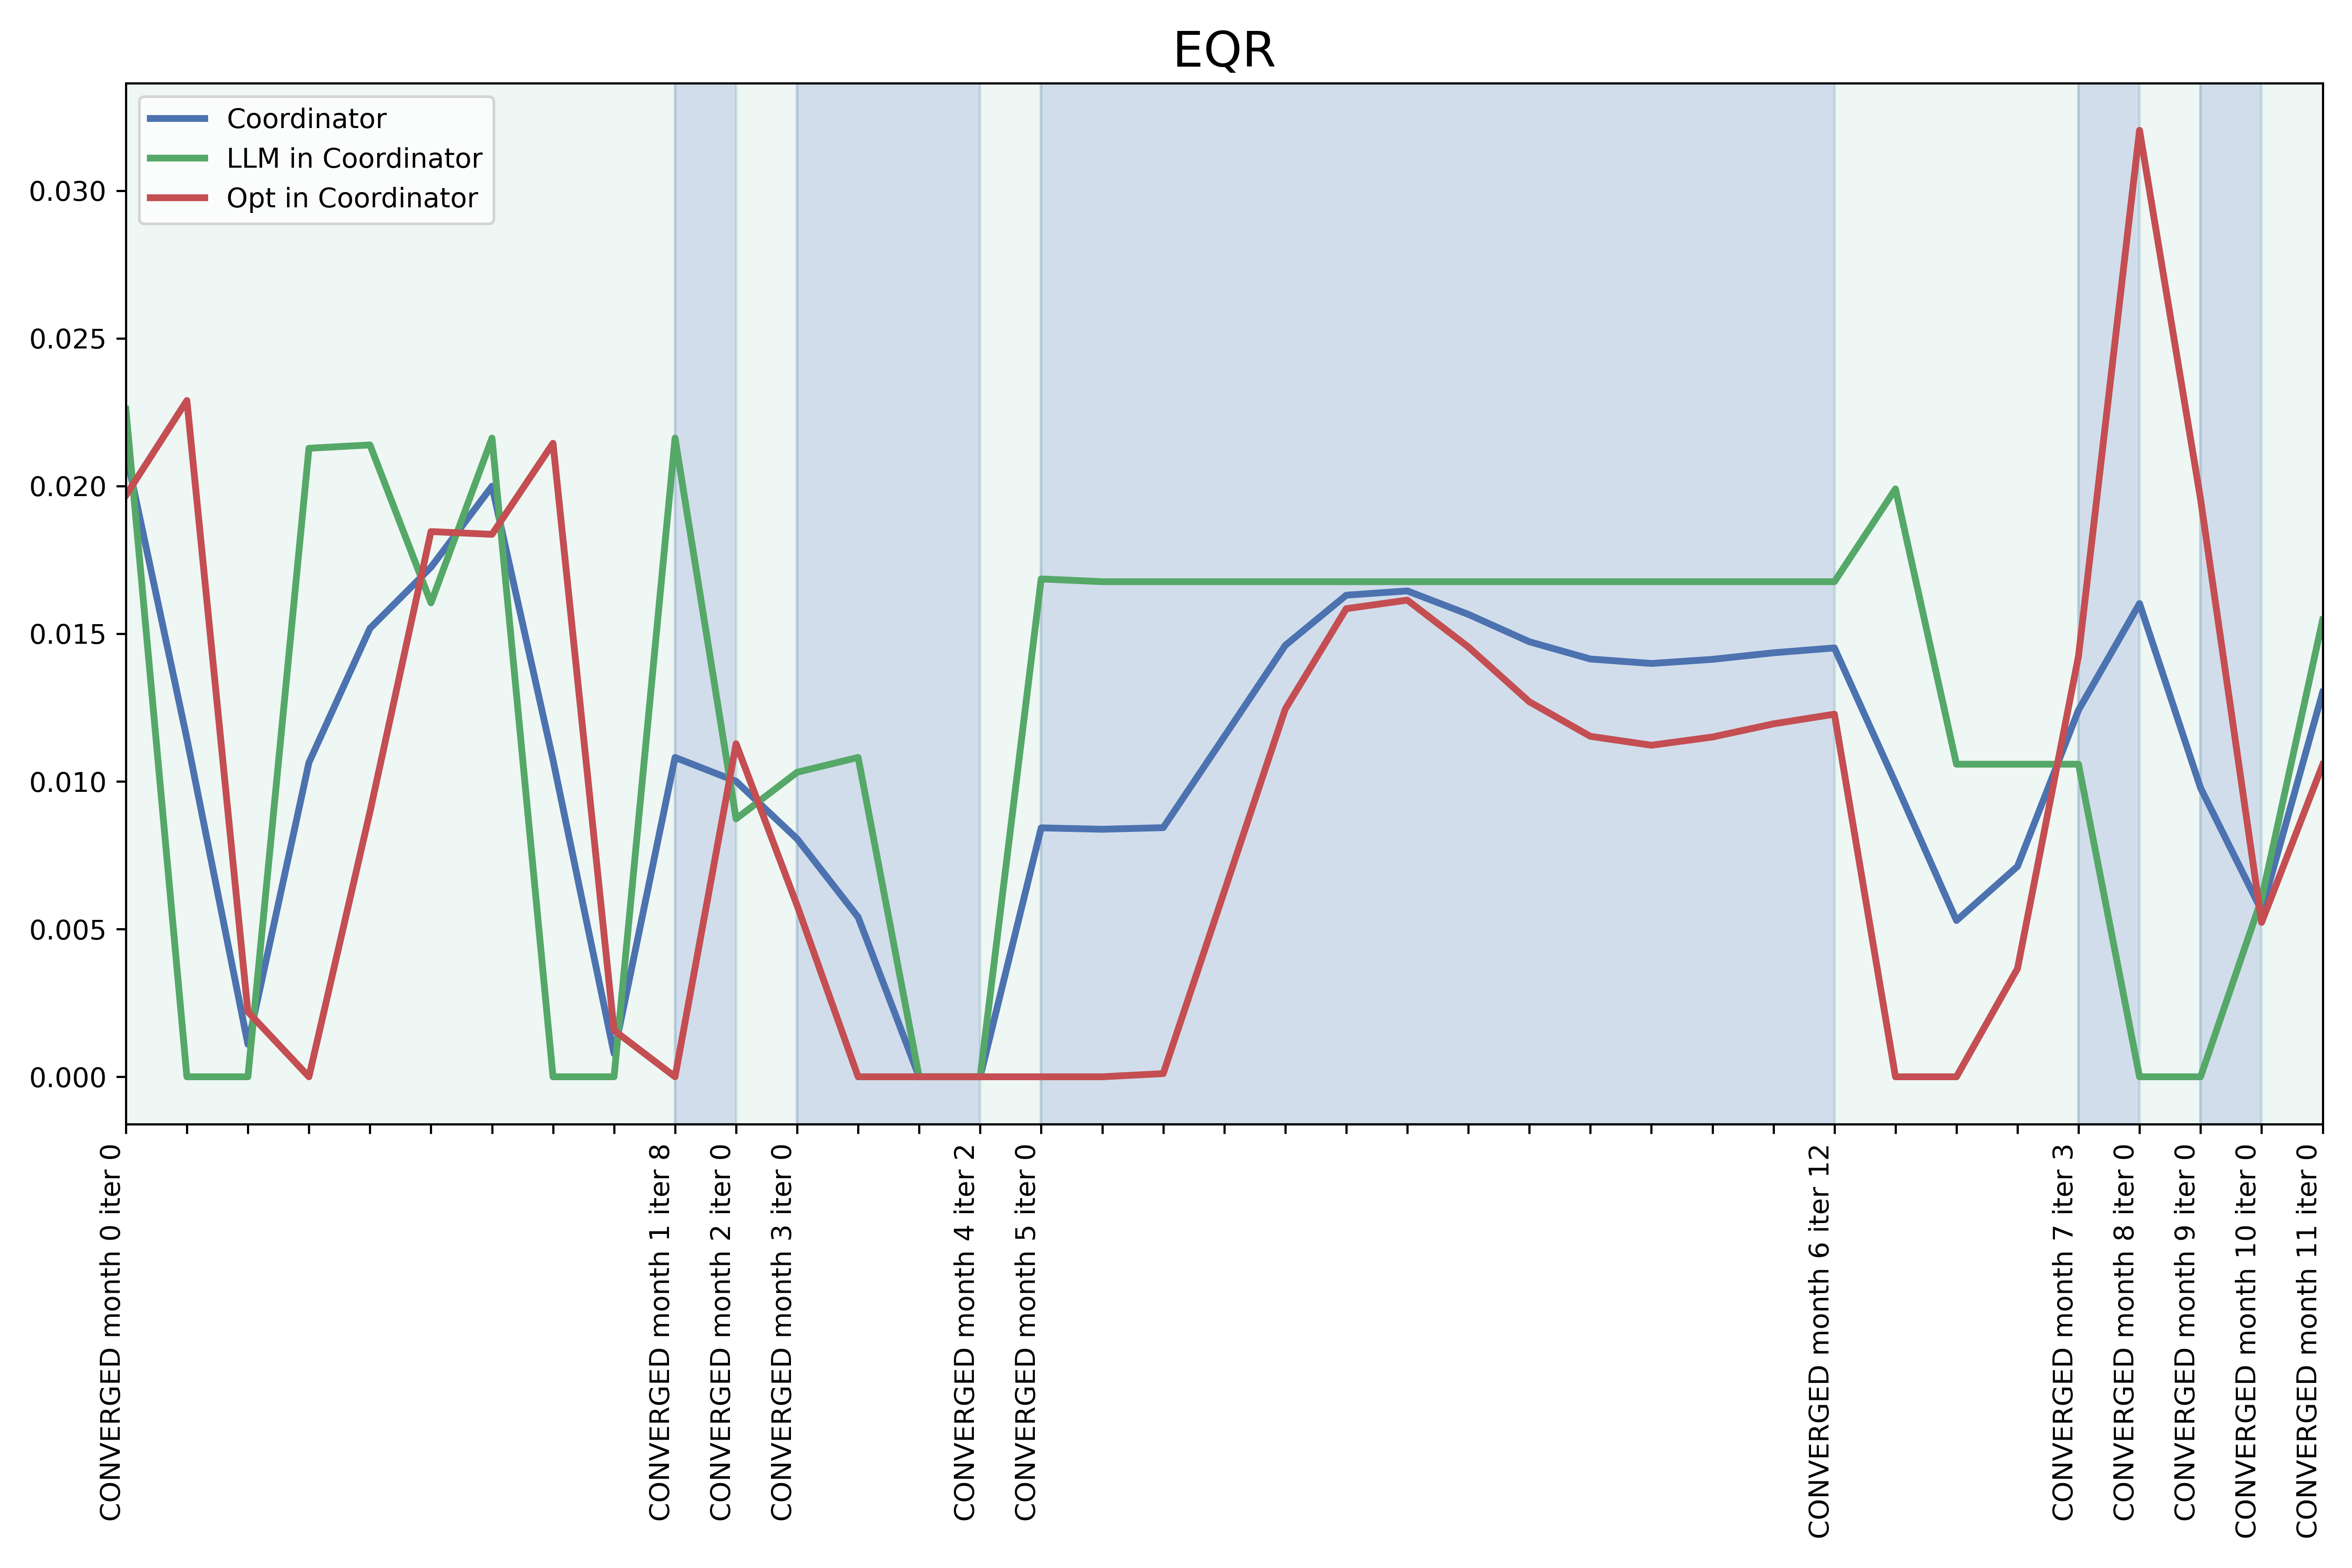 EQR
Coordinator
LLM in Coordinator
Opt in Coordinator
0.030
0.025
0.020
0.015
0.010
0.005
0.000
CONVERGED month 0 iter 0
CONVERGED month 1 iter 8
CONVERGED month 2 iter 0
CONVERGED month 3 iter 0
CONVERGED month 4 iter 2
CONVERGED month 5 iter 0
CONVERGED month 6 iter 12
CONVERGED month 7 iter 3
CONVERGED month 8 iter 0
CONVERGED month 9 iter 0
CONVERGED month 10 iter 0
CONVERGED month 11 iter 0